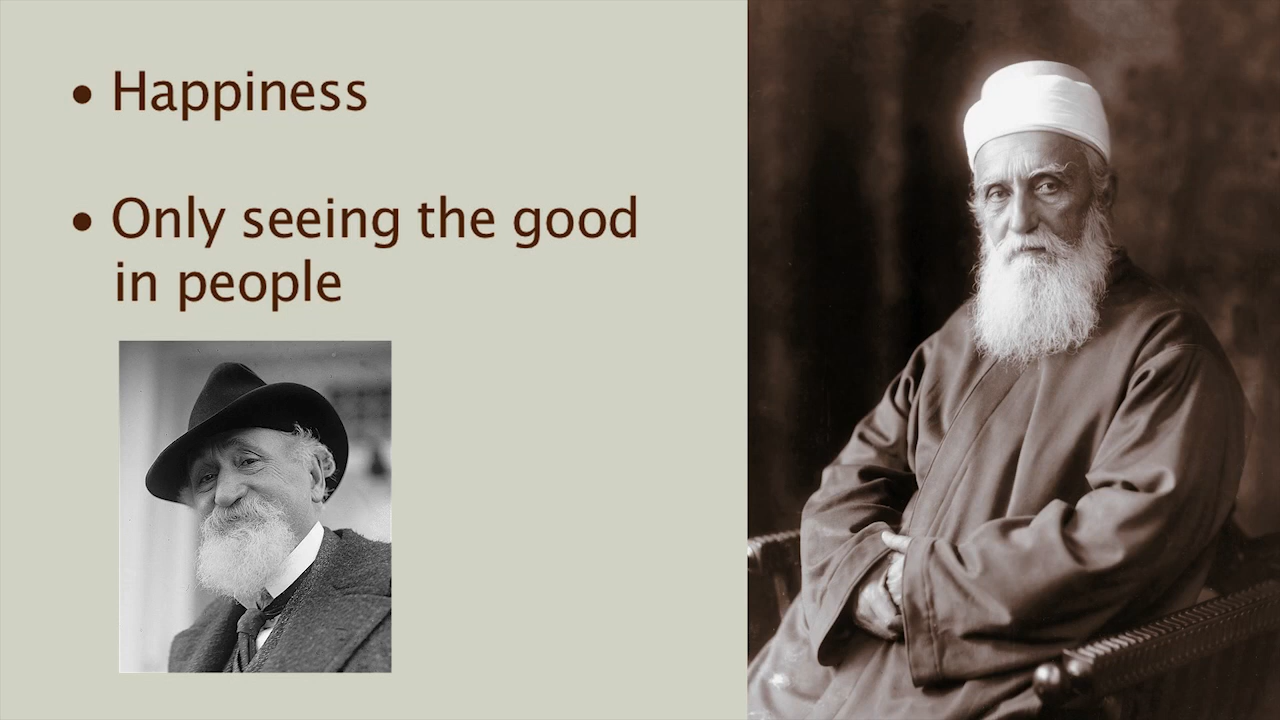 • Happiness
• Only seeing the good
in people